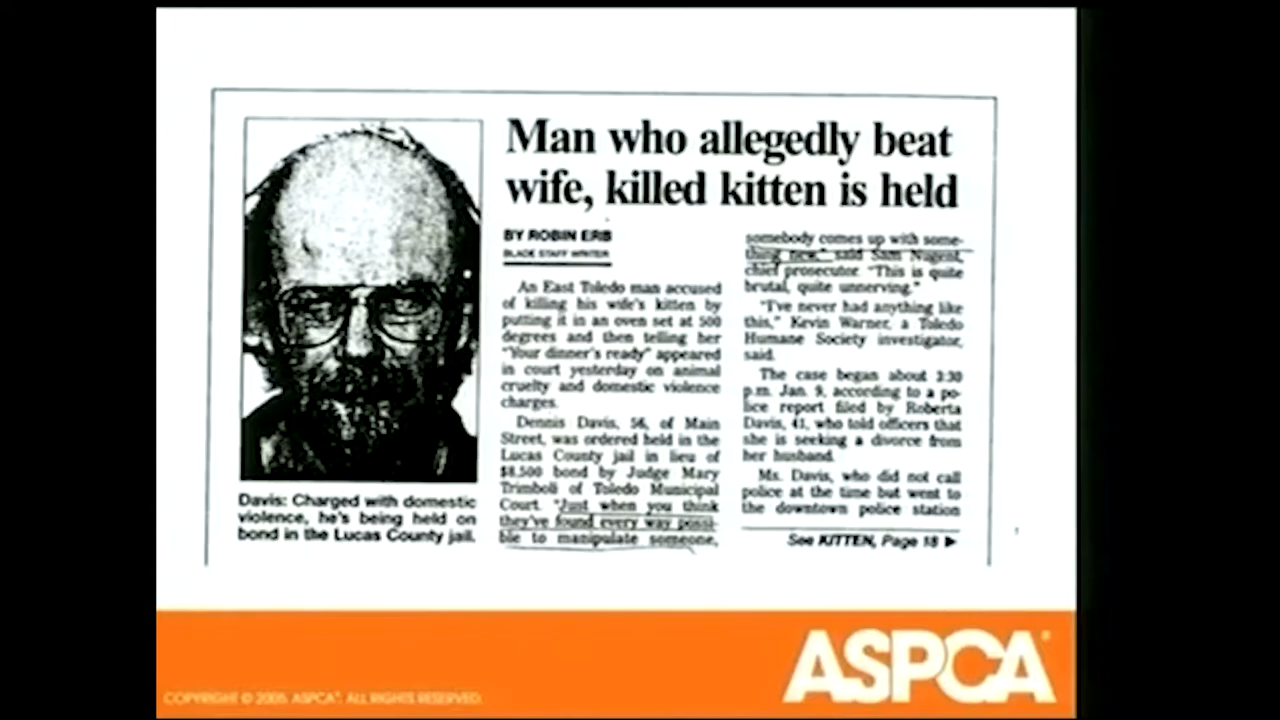 Man who allegedly beat
wife, killed kitten is held
BY ROBIN ERB
BLADE STAFF WRITER
An East Toledo man accused
of killing his wife's kitten by
putting it in an oven set at 500
degrees and then telling her
"Your dinner's ready" appeared
in court yesterday on animal
cruelty and domestic violence
charges.
Dennis Davis, 56, of Main
Street, was ordered held in the
Lucas County jail in lieu of
$8,500 bond by Judge Mary
Trimboli of Toledo Municipal
Court. "Just when you think
they've found every way possi-
ble to manipulate someone,
somebody comes up with some-
thing new," said Sam Nugent,
chief prosecutor. "This is quite
brutal, quite unnerving."
"I've never had anything like
this," Kevin Warner, a Toledo
Humane Society investigator,
said.
The case began about 3:30
p.m. Jan. 9, according to a po-
lice report filed by Roberta
Davis, 41, who told officers that
she is seeking a divorce from
her husband.
Ms. Davis, who did not call
police at the time but went to
the downtown police station
See KITTEN, Page 18 ▶
Davis: Charged with domestic
violence, he's being held on
bond in the Lucas County jail.
COPYRIGHT © 2005. ASPCA®. ALL RIGHTS RESERVED.
ASPCA®